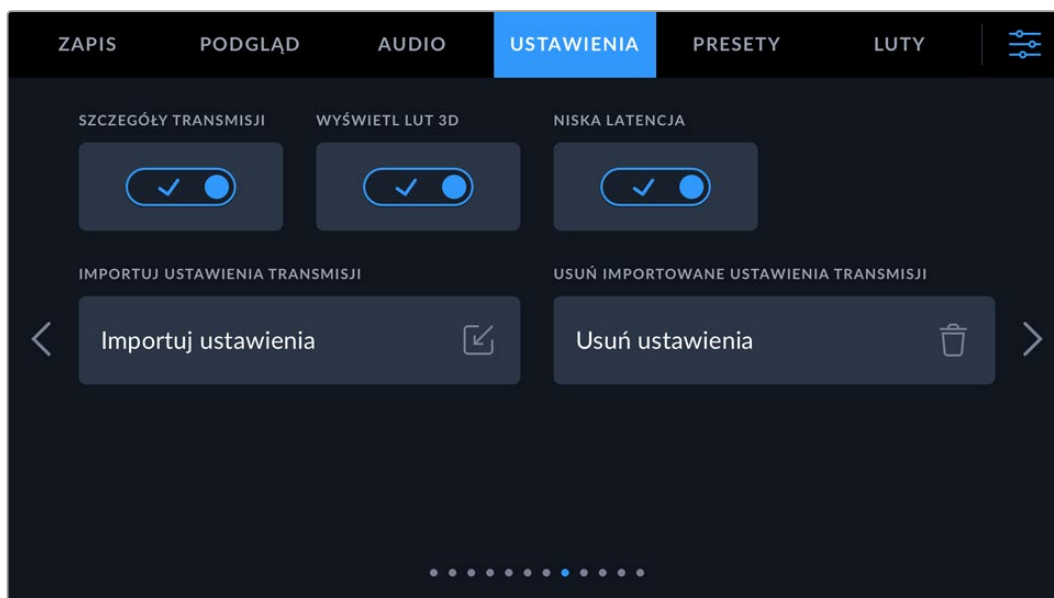 ZAPIS PODGLĄD AUDIO USTAWIENIA PRESETY LUTY
SZCZEGÓŁY TRANSMISJI WYŚWIETL LUT 3D NISKA LATENCJA
IMPORTUJ USTAWIENIA TRANSMISJI USUŃ IMPORTOWANE USTAWIENIA TRANSMISJI
Importuj ustawienia Usuń ustawienia